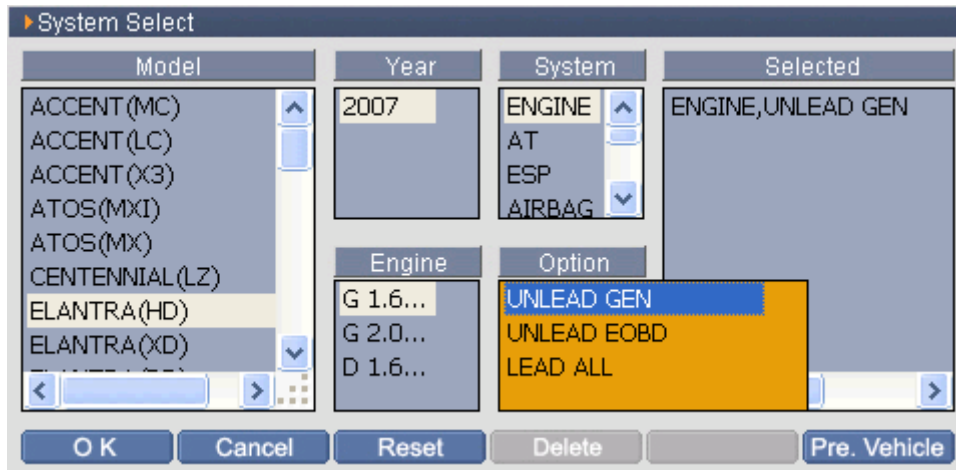 System Select
Model
ACCENT(MC)
ACCENT(LC)
ACCENT(X3)
ATOS(MXI)
ATOS(MX)
CENTENNIAL(LZ)
ELANTRA(HD)
ELANTRA(XD)
Year
2007
System
ENGINE
AT
ESP
AIRBAG
Selected
ENGINE,UNLEAD GEN
Engine
G 1.6...
G 2.0...
D 1.6...
Option
UNLEAD GEN
UNLEAD EOBD
LEAD ALL
OK
Cancel
Reset
Delete
Pre. Vehicle